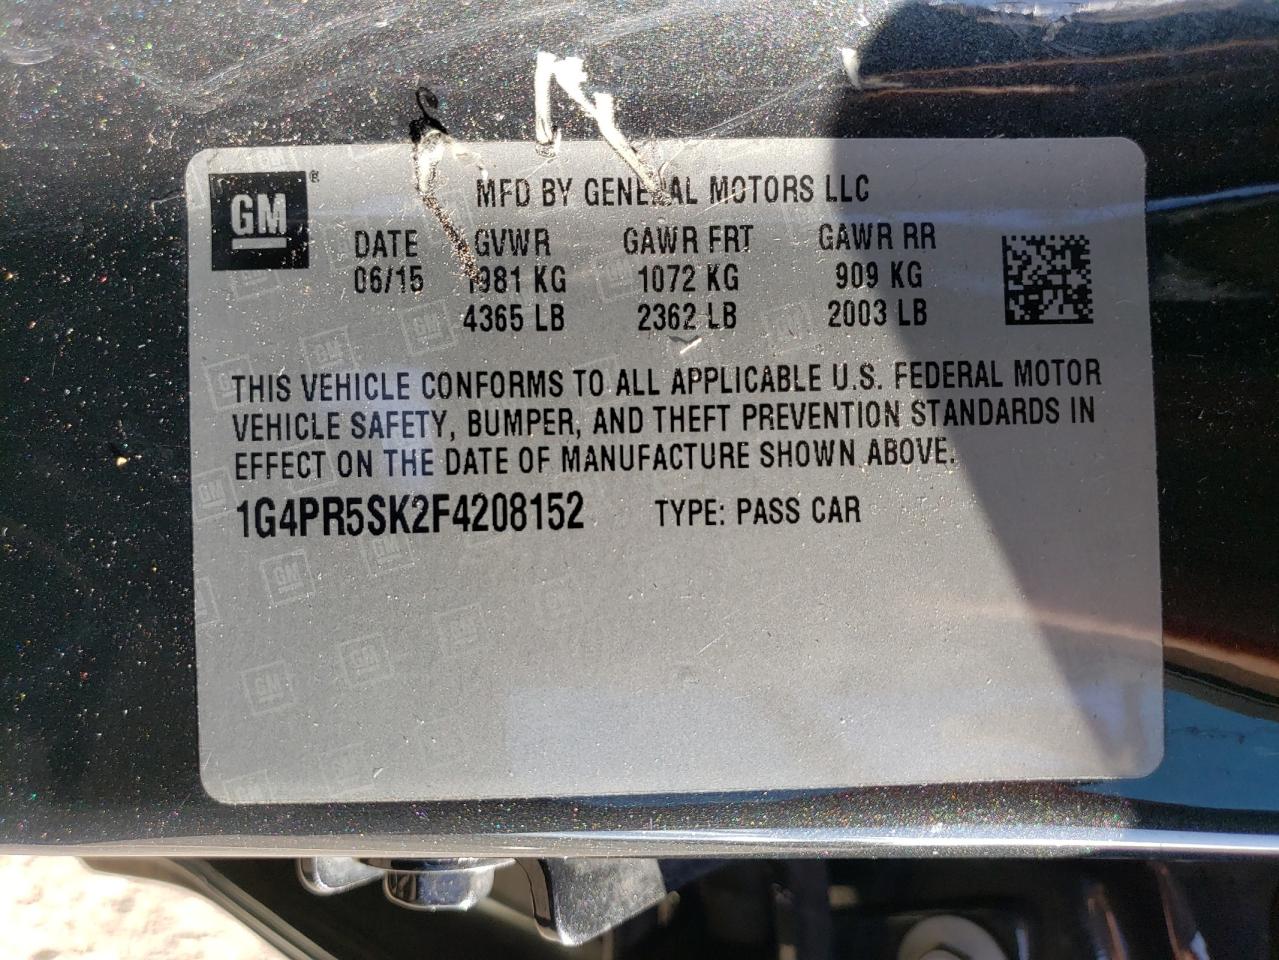 GM ®
MFD BY GENERAL MOTORS LLC
DATE GVWR GAWR FRT GAWR RR
06/15 1981 KG 1072 KG 909 KG
4365 LB 2362 LB 2003 LB
THIS VEHICLE CONFORMS TO ALL APPLICABLE U.S. FEDERAL MOTOR
VEHICLE SAFETY, BUMPER, AND THEFT PREVENTION STANDARDS IN
EFFECT ON THE DATE OF MANUFACTURE SHOWN ABOVE.
1G4PR5SK2F4208152 TYPE: PASS CAR